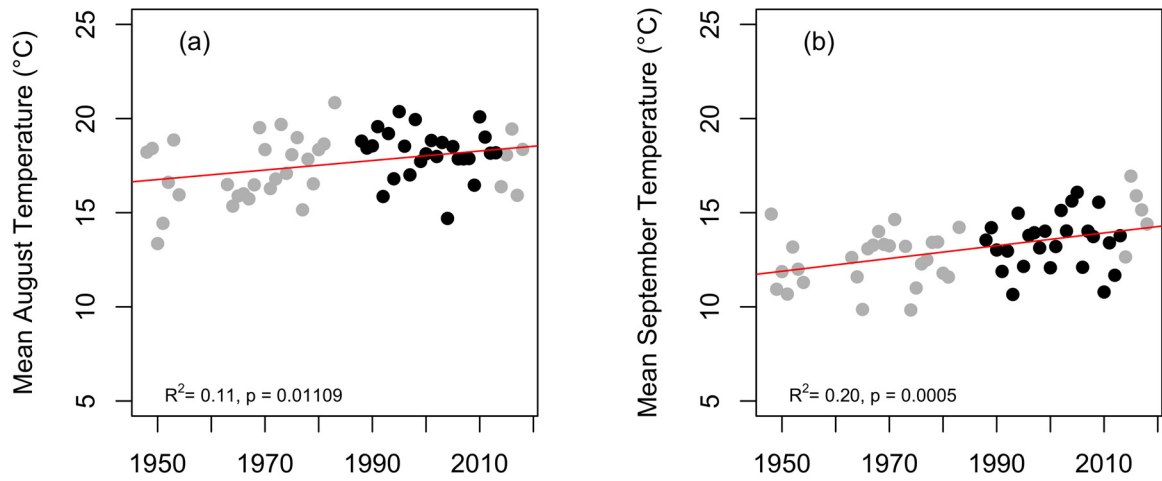 (a)
Mean August Temperature (°C)
25
20
15
10
5
R²= 0.11, p = 0.01109
1950 1970 1990 2010
(b)
Mean September Temperature (°C)
25
20
15
10
5
R²= 0.20, p = 0.0005
1950 1970 1990 2010